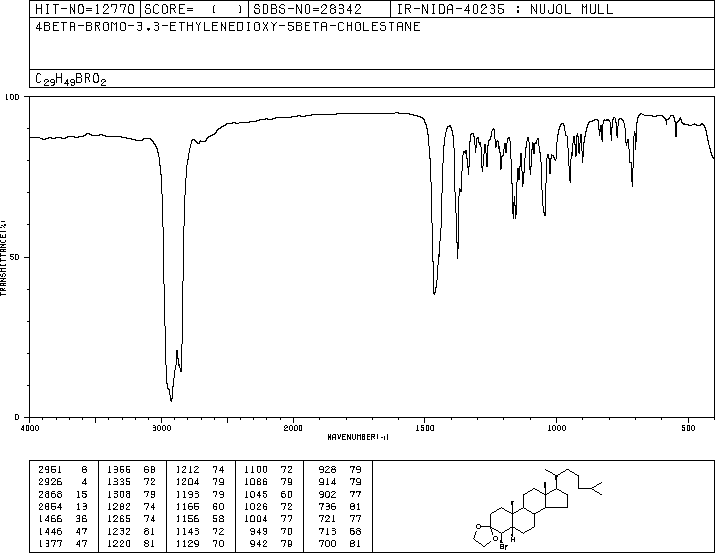 HIT-NO=12770 SCORE= ( ) SDBS-NO=28342 IR-NIDA-40235 : NUJOL MULL
4BETA-BROMO-3,3-ETHYLENEDIOXY-5BETA-CHOLESTANE
C29H49BRO2
100
50
0
TRANSMITTANCE(%)
4000 3000 2000 1500 1000 500
WAVENUMBER(-1)
2951 6 1366 68 1212 74 1100 72 928 79
2926 4 1335 72 1204 79 1086 79 914 79
2868 15 1308 79 1193 79 1045 60 902 77
2854 13 1282 74 1165 60 1026 72 736 81
1466 36 1265 74 1156 58 1004 77 721 77
1446 47 1232 81 1143 72 949 70 713 68
1377 47 1220 81 1129 70 942 79 700 81
O
O
Br
H